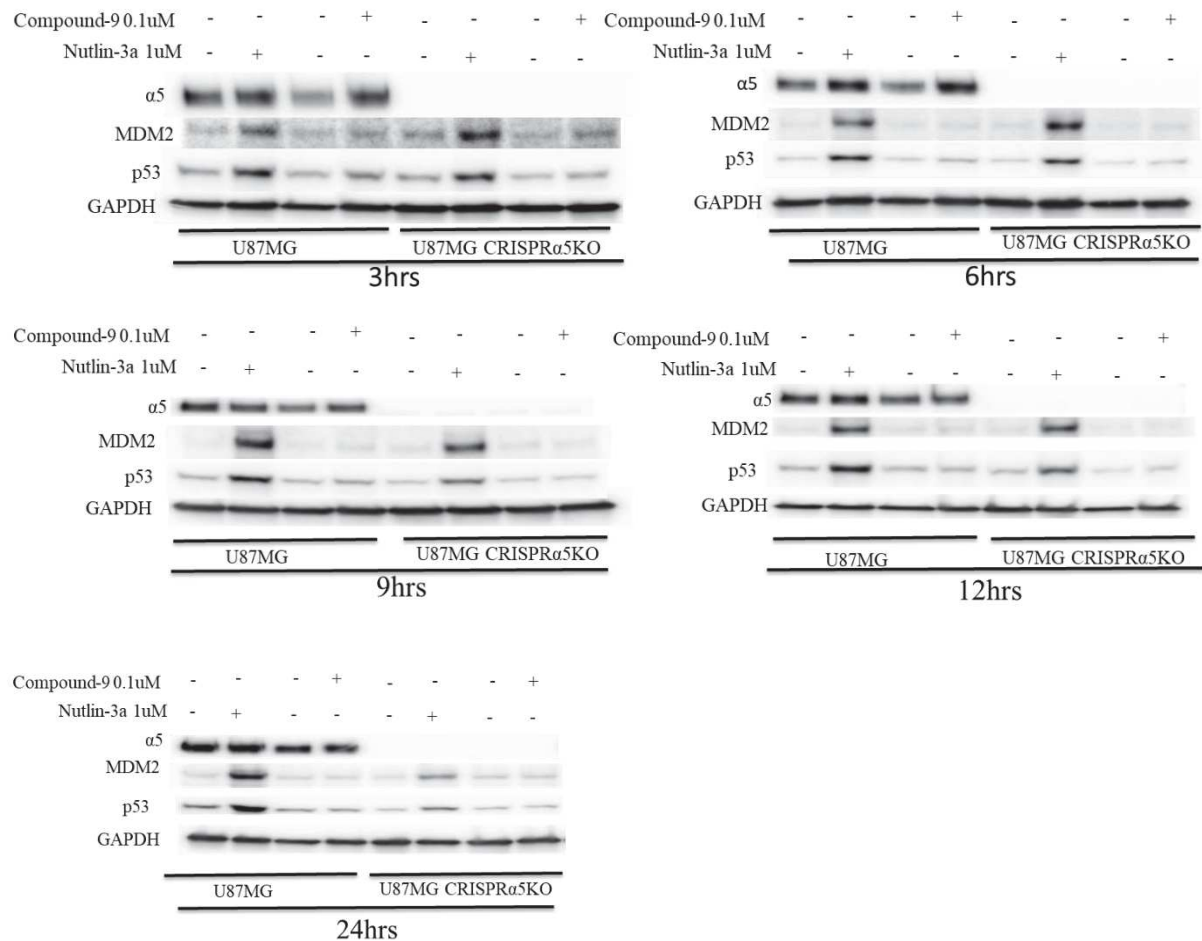 Compound-9 0.1uM - - - + - - - +
Nutlin-3a 1uM - + - - - + - -
α5
MDM2
p53
GAPDH
U87MG U87MG CRISPRα5KO
3hrs
Compound-9 0.1uM - - - + - - - +
Nutlin-3a 1uM - + - - - + - -
α5
MDM2
p53
GAPDH
U87MG U87MG CRISPRα5KO
6hrs
Compound-9 0.1uM - - - + - - - +
Nutlin-3a 1uM - + - - - + - -
α5
MDM2
p53
GAPDH
U87MG U87MG CRISPRα5KO
9hrs
Compound-9 0.1uM - - - + - - - +
Nutlin-3a 1uM - + - - - + - -
α5
MDM2
p53
GAPDH
U87MG U87MG CRISPRα5KO
12hrs
Compound-9 0.1uM - - - + - - - +
Nutlin-3a 1uM - + - - - + - -
α5
MDM2
p53
GAPDH
U87MG U87MG CRISPRα5KO
24hrs